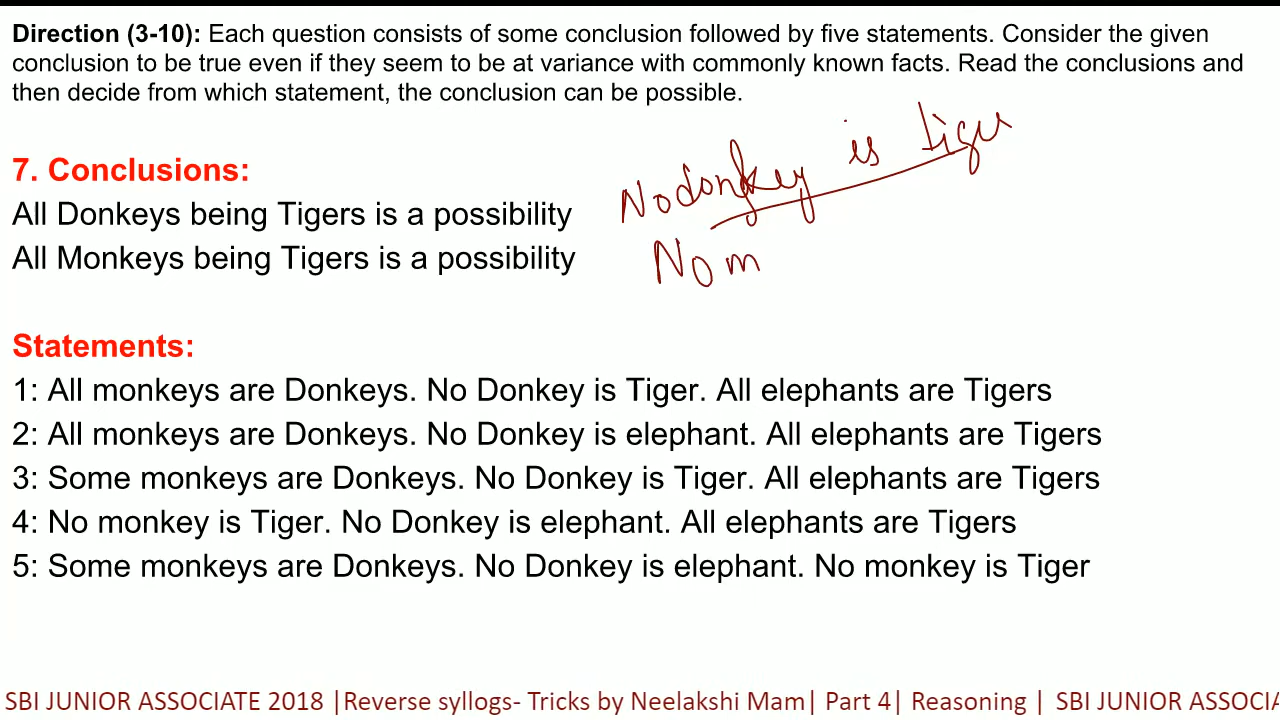 Direction (3-10): Each question consists of some conclusion followed by five statements. Consider the given
conclusion to be true even if they seem to be at variance with commonly known facts. Read the conclusions and
then decide from which statement, the conclusion can be possible.
No donkey is tiger
7. Conclusions:
All Donkeys being Tigers is a possibility
All Monkeys being Tigers is a possibility
No m
Statements:
1: All monkeys are Donkeys. No Donkey is Tiger. All elephants are Tigers
2: All monkeys are Donkeys. No Donkey is elephant. All elephants are Tigers
3: Some monkeys are Donkeys. No Donkey is Tiger. All elephants are Tigers
4: No monkey is Tiger. No Donkey is elephant. All elephants are Tigers
5: Some monkeys are Donkeys. No Donkey is elephant. No monkey is Tiger
SBI JUNIOR ASSOCIATE 2018 |Reverse syllogs- Tricks by Neelakshi Mam| Part 4| Reasoning | SBI JUNIOR ASSOCIA